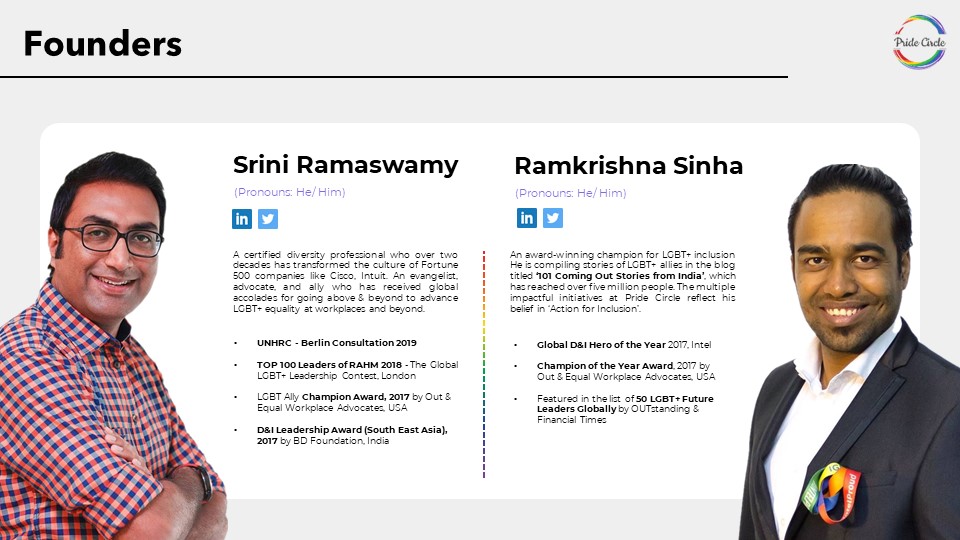 Founders
Pride Circle
Srini Ramaswamy
(Pronouns: He/ Him)
in
A certified diversity professional who over two
decades has transformed the culture of Fortune
500 companies like Cisco, Intuit. An evangelist,
advocate, and ally who has received global
accolades for going above & beyond to advance
LGBT+ equality at workplaces and beyond.
• UNHRC - Berlin Consultation 2019
• TOP 100 Leaders of RAHM 2018 - The Global
LGBT+ Leadership Contest, London
• LGBT Ally Champion Award, 2017 by Out &
Equal Workplace Advocates, USA
• D&I Leadership Award (South East Asia),
2017 by BD Foundation, India
Ramkrishna Sinha
(Pronouns: He/ Him)
in
An award-winning champion for LGBT+ inclusion
He is compiling stories of LGBT+ allies in the blog
titled '101 Coming Out Stories from India', which
has reached over five million people. The multiple
impactful initiatives at Pride Circle reflect his
belief in 'Action for Inclusion'.
• Global D&I Hero of the Year 2017, Intel
• Champion of the Year Award, 2017 by
Out & Equal Workplace Advocates, USA
• Featured in the list of 50 LGBT+ Future
Leaders Globally by OUTstanding &
Financial Times